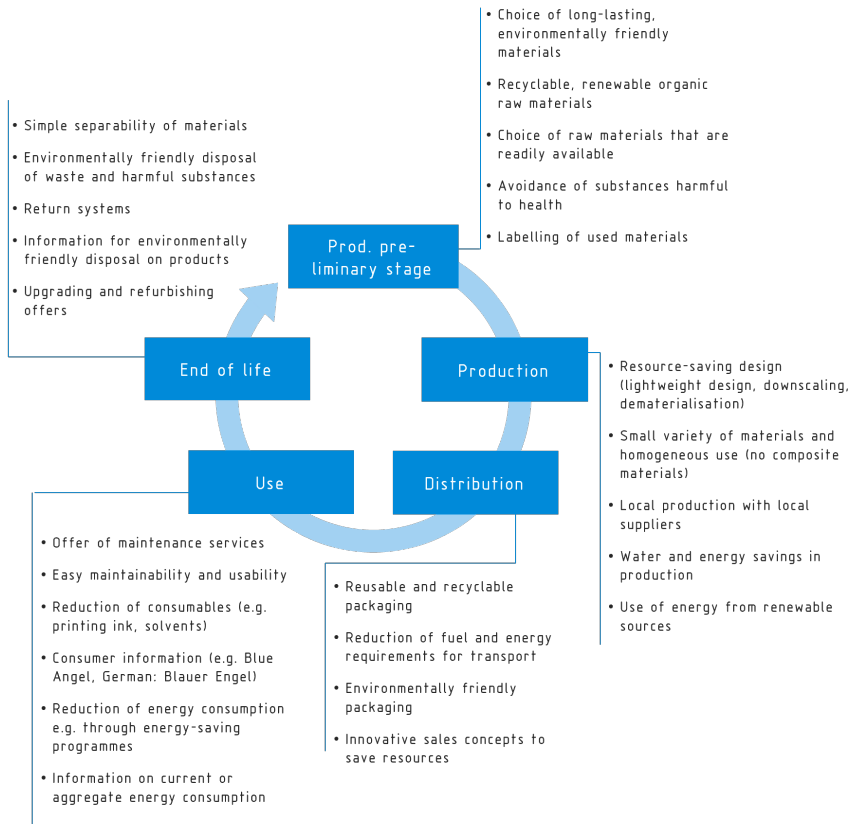 Prod. pre-
liminary stage
• Choice of long-lasting,
environmentally friendly
materials
• Recyclable, renewable organic
raw materials
• Choice of raw materials that are
readily available
• Avoidance of substances harmful
to health
• Labelling of used materials
Production
• Resource-saving design
(lightweight design, downscaling,
dematerialisation)
• Small variety of materials and
homogeneous use (no composite
materials)
• Local production with local
suppliers
• Water and energy savings in
production
• Use of energy from renewable
sources
Distribution
• Reusable and recyclable
packaging
• Reduction of fuel and energy
requirements for transport
• Environmentally friendly
packaging
• Innovative sales concepts to
save resources
Use
• Offer of maintenance services
• Easy maintainability and usability
• Reduction of consumables (e.g.
printing ink, solvents)
• Consumer information (e.g. Blue
Angel, German: Blauer Engel)
• Reduction of energy consumption
e.g. through energy-saving
programmes
• Information on current or
aggregate energy consumption
End of life
• Simple separability of materials
• Environmentally friendly disposal
of waste and harmful substances
• Return systems
• Information for environmentally
friendly disposal on products
• Upgrading and refurbishing
offers